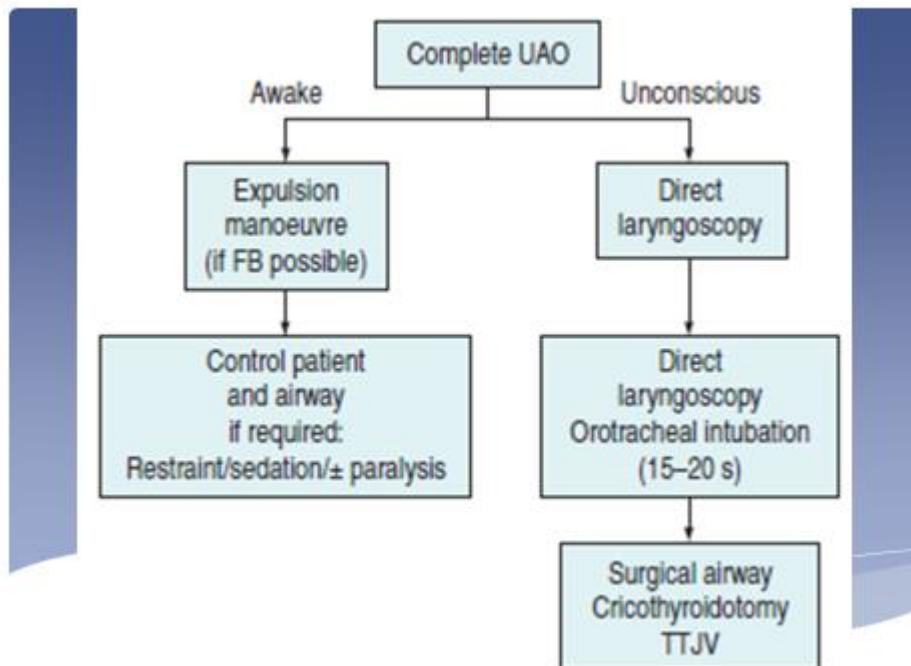 Complete UAO
Awake
Unconscious
Expulsion
manoeuvre
(if FB possible)
Direct
laryngoscopy
Control patient
and airway
if required:
Restraint/sedation/± paralysis
Direct
laryngoscopy
Orotracheal intubation
(15–20 s)
Surgical airway
Cricothyroidotomy
TTJV